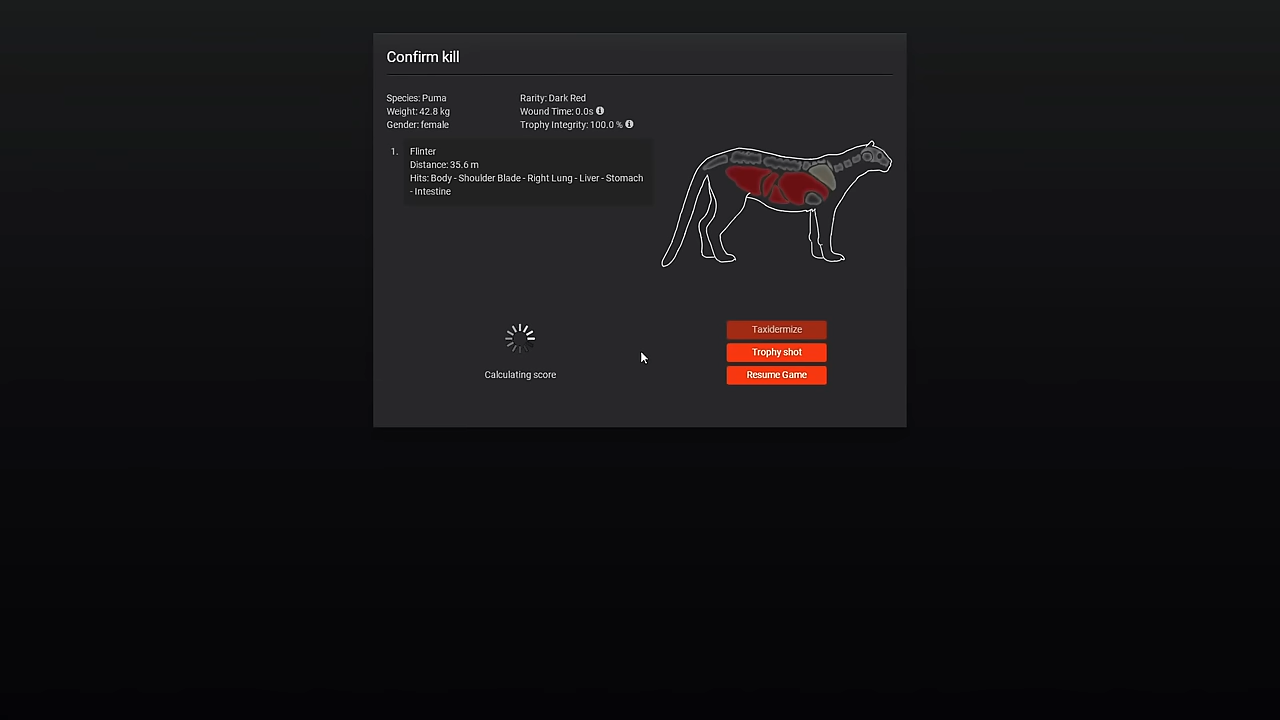 Confirm kill
Species: Puma
Rarity: Dark Red
Weight: 42.8 kg
Wound Time: 0.0s
Gender: female
Trophy Integrity: 100.0 %
1. Flinter
Distance: 35.6 m
Hits: Body - Shoulder Blade - Right Lung - Liver - Stomach
- Intestine
Taxidermize
Trophy shot
Calculating score
Resume Game